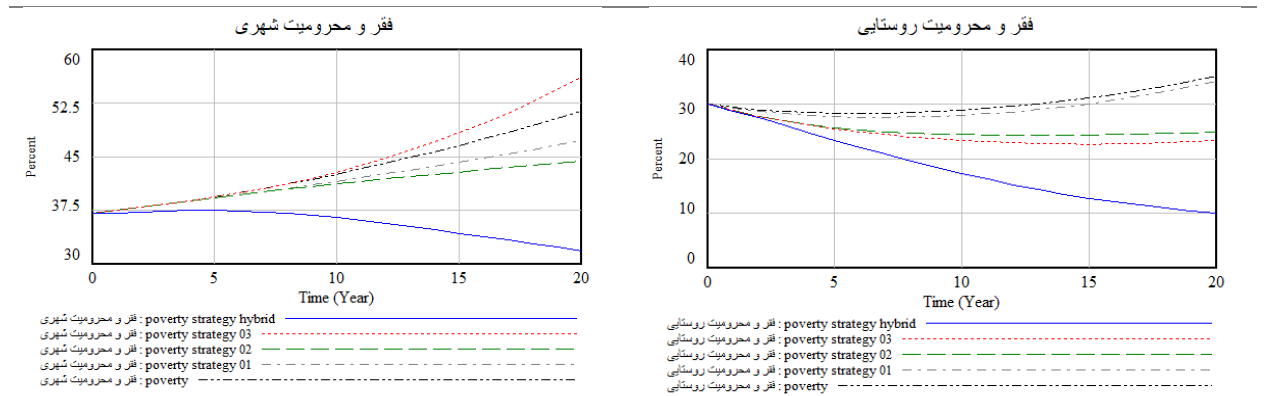 فقر و محرومیت شهری
60
52.5
45
37.5
30
Percent
0 5 10 15 20
Time (Year)
فقر و محرومیت شهری : poverty strategy hybrid
فقر و محرومیت شهری : poverty strategy 03
فقر و محرومیت شهری : poverty strategy 02
فقر و محرومیت شهری : poverty strategy 01
فقر و محرومیت شهری : poverty
فقر و محرومیت روستایی
40
30
20
10
0
Percent
0 5 10 15 20
Time (Year)
فقر و محرومیت روستایی : poverty strategy hybrid
فقر و محرومیت روستایی : poverty strategy 03
فقر و محرومیت روستایی : poverty strategy 02
فقر و محرومیت روستایی : poverty strategy 01
فقر و محرومیت روستایی : poverty